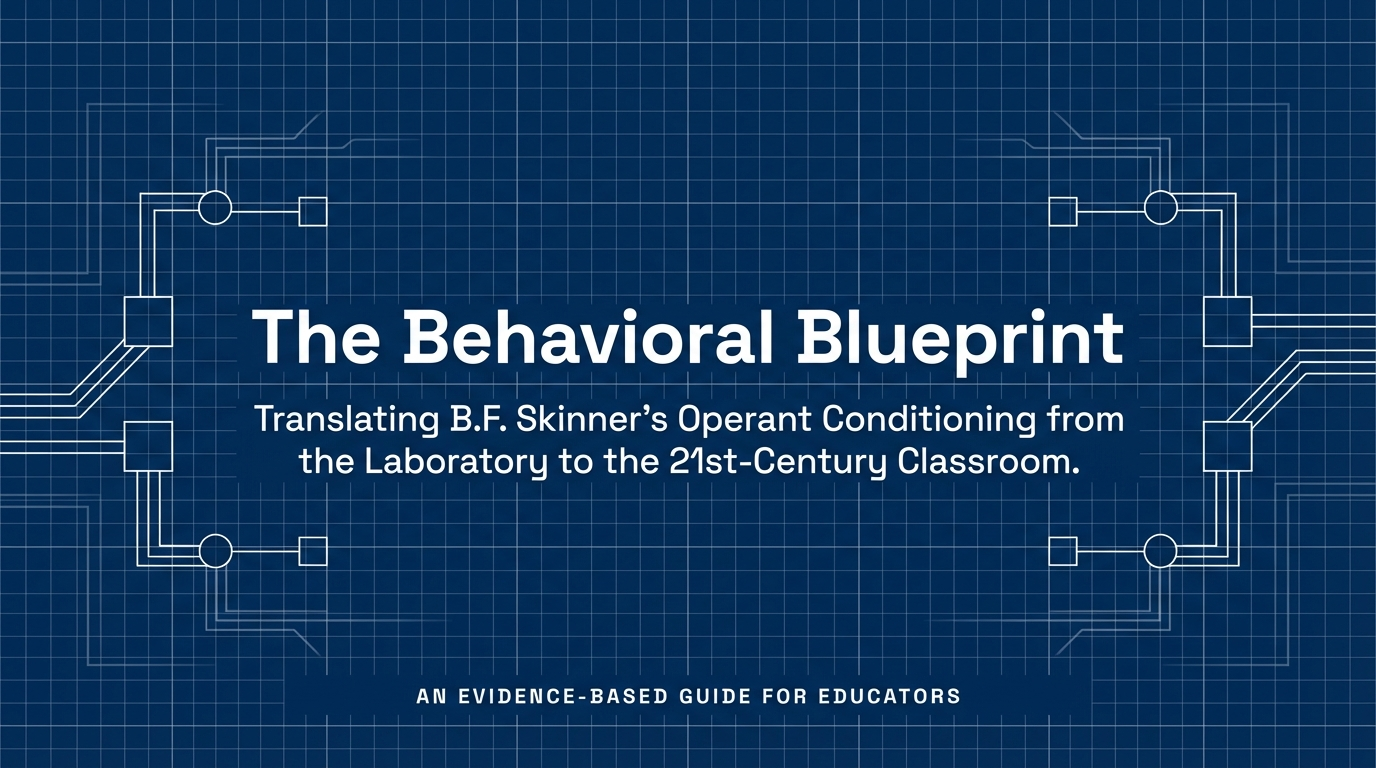 The Behavioral Blueprint
Translating B.F. Skinner’s Operant Conditioning from
the Laboratory to the 21st-Century Classroom.
AN EVIDENCE-BASED GUIDE FOR EDUCATORS